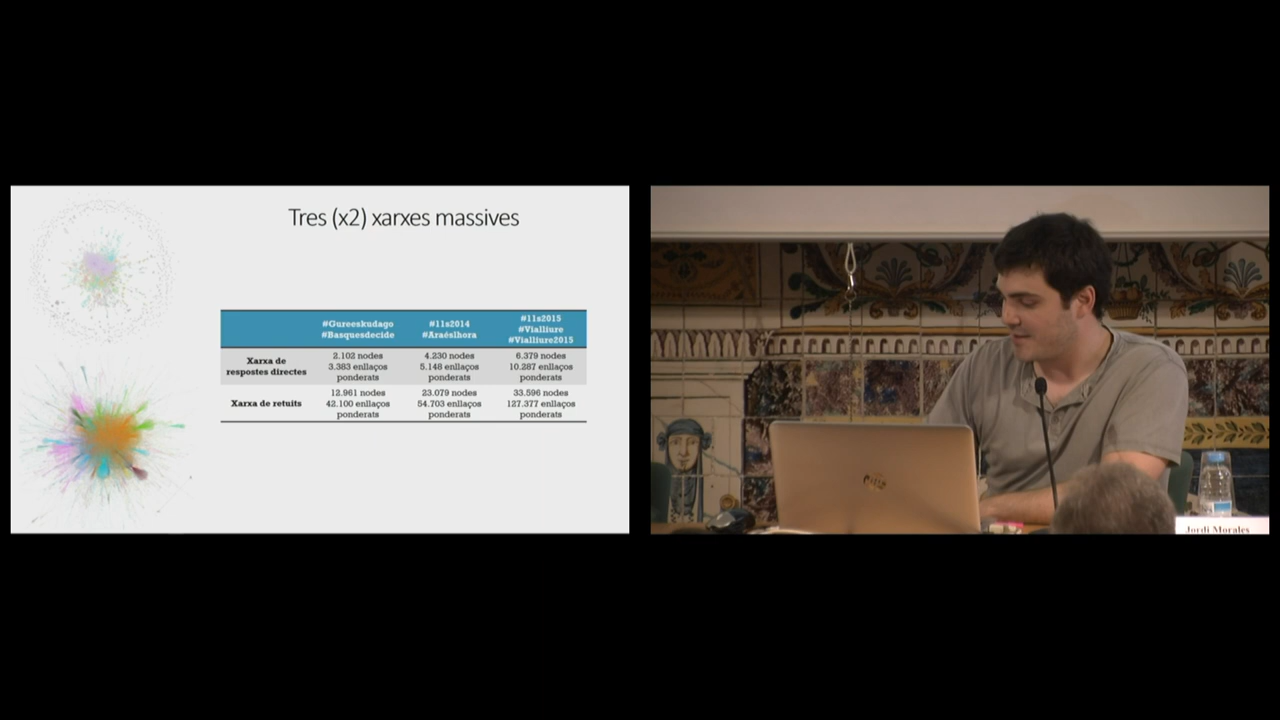 Tres (x2) xarxes massives
#Gureeskudago
#Basquesdecide
#11s2014
#Araéslhora
#11s2015
#Vialliure
#Vialliure2015
Xarxa de
respostes directes
2.102 nodes
3.383 enllaços
ponderats
4.230 nodes
5.148 enllaços
ponderats
6.379 nodes
10.287 enllaços
ponderats
Xarxa de retuits
12.961 nodes
42.100 enllaços
ponderats
23.079 nodes
54.703 enllaços
ponderats
33.596 nodes
127.377 enllaços
ponderats
Jordi Morales